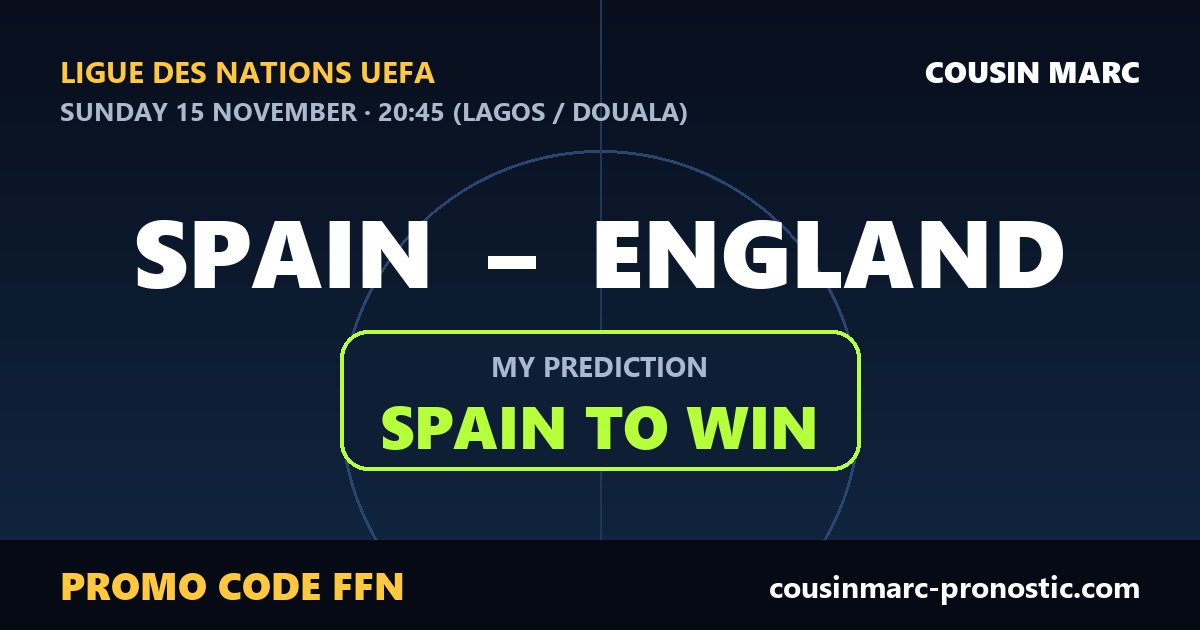 LIGUE DES NATIONS UEFA
COUSIN MARC
SUNDAY 15 NOVEMBER · 20:45 (LAGOS / DOUALA)
SPAIN – ENGLAND
MY PREDICTION
SPAIN TO WIN
PROMO CODE FFN
cousinmarc-pronostic.com